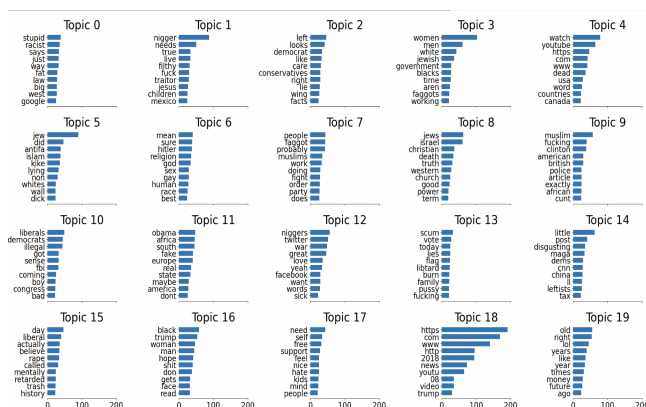 Topic 0
stupid
racist
says
just
way
fat
law
big
west
google
Topic 1
nigger
needs
true
live
filthy
fuck
traitor
jesus
children
mexico
Topic 2
left
looks
democrat
like
care
conservatives
right
lie
wing
facts
Topic 3
women
men
white
jewish
government
blacks
time
aren
faggots
working
Topic 4
watch
youtube
https
com
www
dead
usa
word
countries
canada
Topic 5
jew
did
antifa
islam
kike
lying
non
whites
wall
dick
Topic 6
mean
sure
hitler
religion
god
sex
gay
human
race
best
Topic 7
people
faggot
probably
muslims
work
doing
fight
order
party
does
Topic 8
jews
israel
christian
death
truth
western
church
good
power
term
Topic 9
muslim
fucking
clinton
american
british
police
article
exactly
african
cunt
Topic 10
liberals
democrats
illegal
got
sense
fbi
coming
boy
congress
bad
Topic 11
obama
africa
south
fake
europe
real
state
maybe
america
dont
Topic 12
niggers
twitter
war
great
love
yeah
facebook
want
words
sick
Topic 13
scum
vote
today
lies
flag
libtard
burn
family
pussy
fucking
Topic 14
little
post
disgusting
maga
dems
cnn
china
ll
leftists
tax
Topic 15
day
liberal
actually
believe
rape
called
mentally
retarded
trash
history
0 100 200
Topic 16
black
trump
woman
man
hope
shit
don
gets
face
read
0 100 200
Topic 17
need
self
free
support
feel
nice
hate
kids
mind
people
0 100 200
Topic 18
https
com
www
http
2018
news
youtu
08
video
trump
0 100 200
Topic 19
old
right
lol
years
like
year
times
money
future
ago
0 100 200